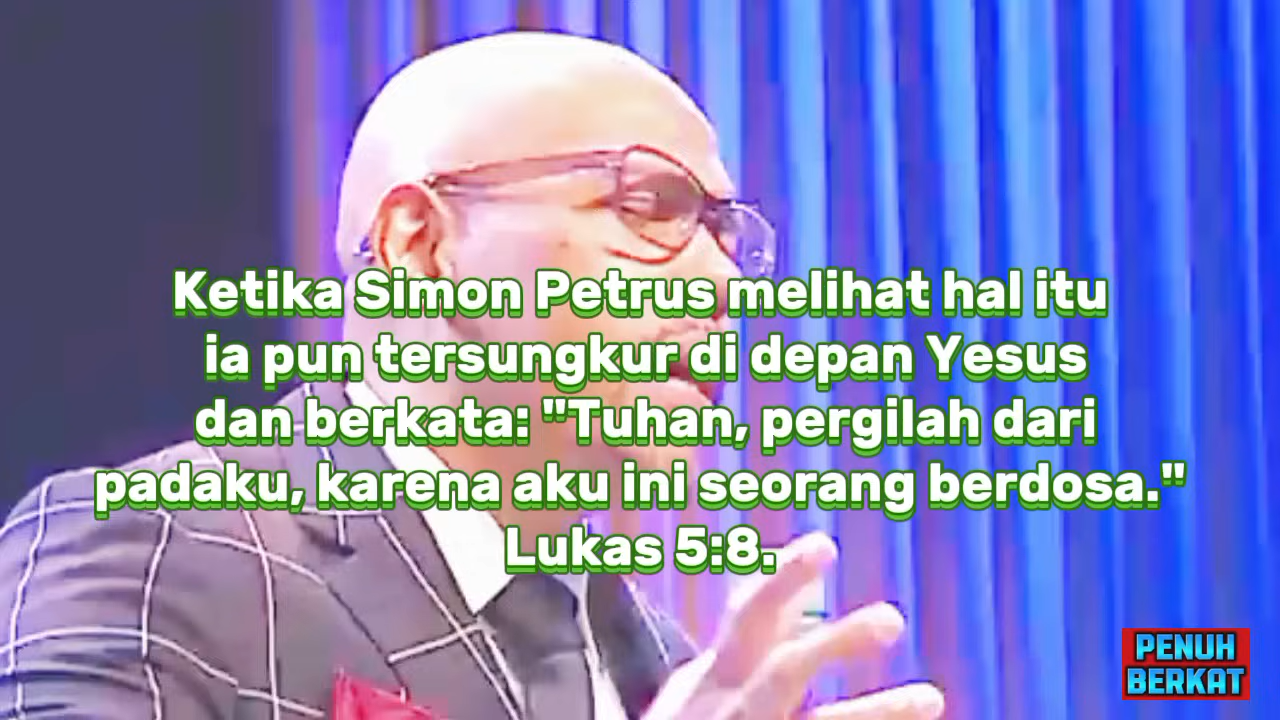 Ketika Simon Petrus melihat hal itu
ia pun tersungkur di depan Yesus
dan berkata: "Tuhan, pergilah dari
padaku, karena aku ini seorang berdosa."
Lukas 5:8.
PENUH
BERKAT